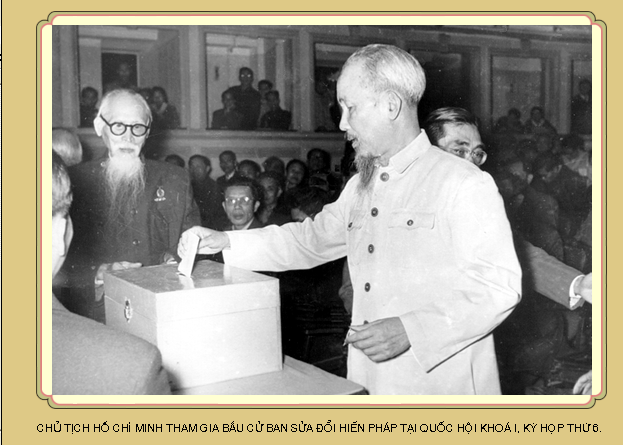 CHỦ TỊCH HỒ CHÍ MINH THAM GIA BẦU CỬ BAN SỬA ĐỔI HIẾN PHÁP TẠI QUỐC HỘI KHOÁ I, KỲ HỌP THỨ 6.